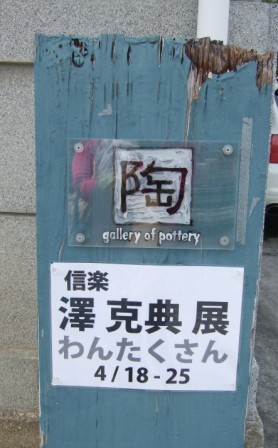 陶
gallery of pottery
信楽
澤 克典 展
わんたくさん
4/18-25